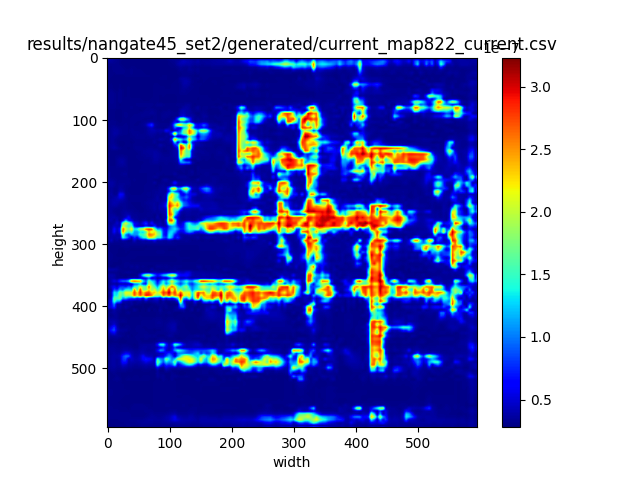 results/nangate45_set2/generated/current_map822_current.csv
1e−7
0
100
200
300
400
500
height
0 100 200 300 400 500
width
3.0
2.5
2.0
1.5
1.0
0.5